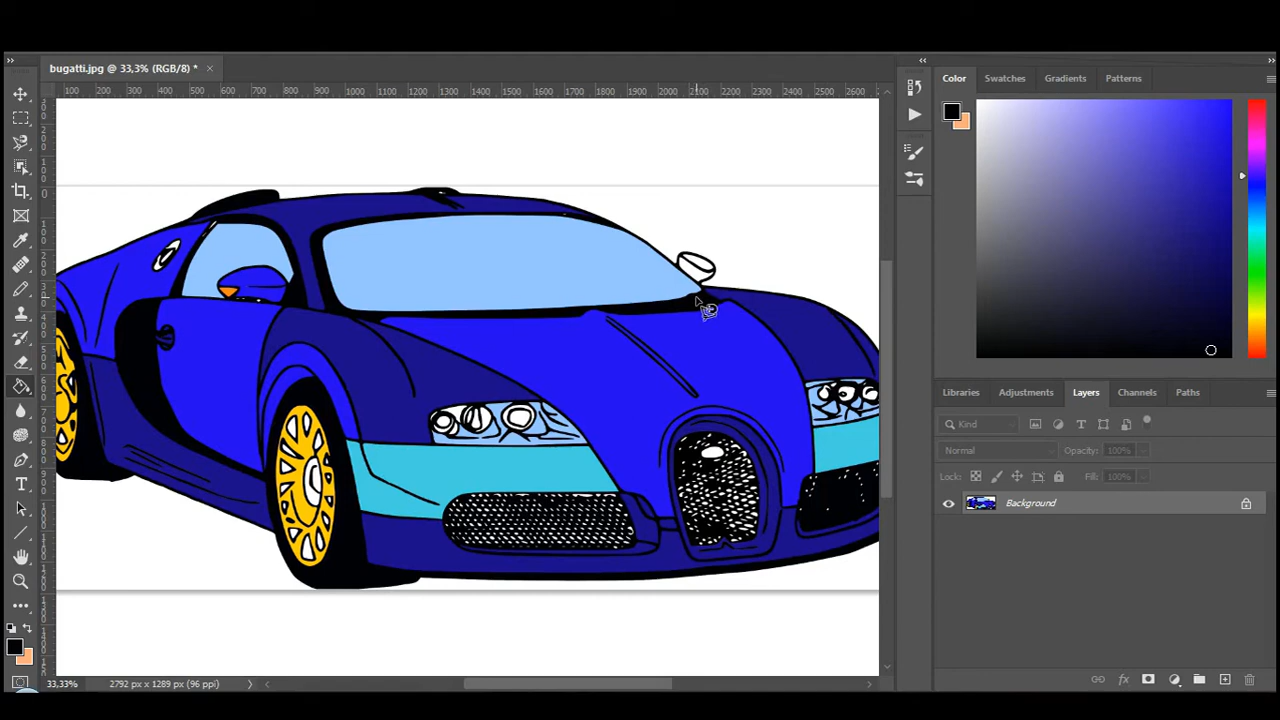 bugatti.jpg @ 33,3% (RGB/8) *
100 200 300 400 500 600 700 800 900 1000 1100 1200 1300 1400 1500 1600 1700 1800 1900 2000 2100 2200 2300 2400 2500 2600
Color Swatches Gradients Patterns
Libraries Adjustments Layers Channels Paths
Kind
Normal Opacity: 100%
Lock: Fill: 100%
Background
fx
33,33% 2792 px x 1289 px (96 ppi)